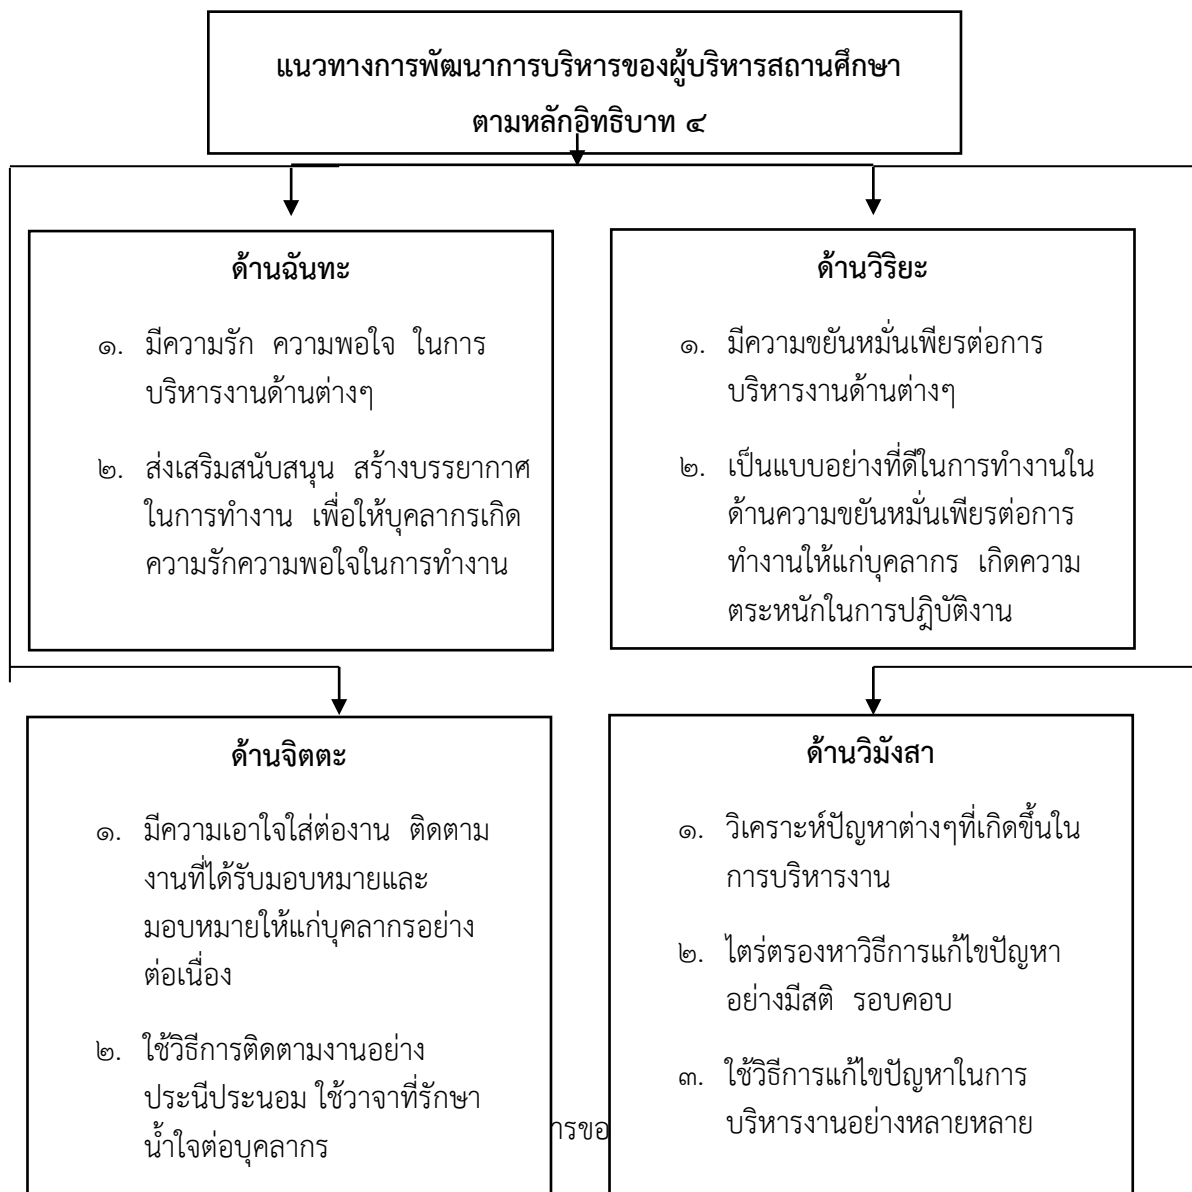 แนวทางการพัฒนาการบริหารของผู้บริหารสถานศึกษา
ตามหลักอิทธิบาท ๔
ด้านฉันทะ
๑. มีความรัก ความพอใจ ในการ
บริหารงานด้านต่างๆ
๒. ส่งเสริมสนับสนุน สร้างบรรยากาศ
ในการทำงาน เพื่อให้บุคลากรเกิด
ความรักความพอใจในการทำงาน
ด้านวิริยะ
๑. มีความขยันหมั่นเพียรต่อการ
บริหารงานด้านต่างๆ
๒. เป็นแบบอย่างที่ดีในการทำงานใน
ด้านความขยันหมั่นเพียรต่อการ
ทำงานให้แก่บุคลากร เกิดความ
ตระหนักในการปฏิบัติงาน
ด้านจิตตะ
๑. มีความเอาใจใส่ต่องาน ติดตาม
งานที่ได้รับมอบหมายและ
มอบหมายให้แก่บุคลากรอย่าง
ต่อเนื่อง
๒. ใช้วิธีการติดตามงานอย่าง
ประนีประนอม ใช้วาจาที่รักษา
น้ำใจต่อบุคลากร
ด้านวิมังสา
๑. วิเคราะห์ปัญหาต่างๆที่เกิดขึ้นใน
การบริหารงาน
๒. ไตร่ตรองหาวิธีการแก้ไขปัญหา
อย่างมีสติ รอบคอบ
๓. ใช้วิธีการแก้ไขปัญหาในการ
บริหารงานอย่างหลายหลาย